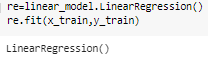 re=linear_model.LinearRegression()
re.fit(x_train,y_train)
LinearRegression()